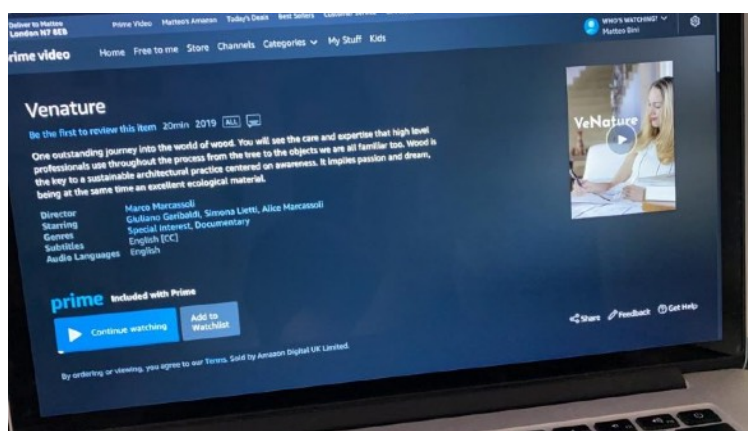 Deliver to Matteo
London N7 8EB
Prime Video Matteo's Amazon Today's Deals Best Sellers Customer Service
rime video Home Free to me Store Channels Categories My Stuff Kids
WHO'S WATCHING?
Matteo Bini
Venature
Be the first to review this item 20min 2019 ALL
One outstanding journey into the world of wood. You will see the care and expertise that high level
professionals use throughout the process from the tree to the objects we are all familiar too. Wood is
the key to a sustainable architectural practice centered on awareness. It implies passion and dream,
being at the same time an excellent ecological material.
Director Marco Marcassoli
Starring Giuliano Garibaldi, Simona Lietti, Alice Marcassoli
Genres Special Interest, Documentary
Subtitles English [CC]
Audio Languages English
VeNature
prime Included with Prime
Continue watching
Add to
Watchlist
Share Feedback Get Help
By ordering or viewing, you agree to our Terms. Sold by Amazon Digital UK Limited.